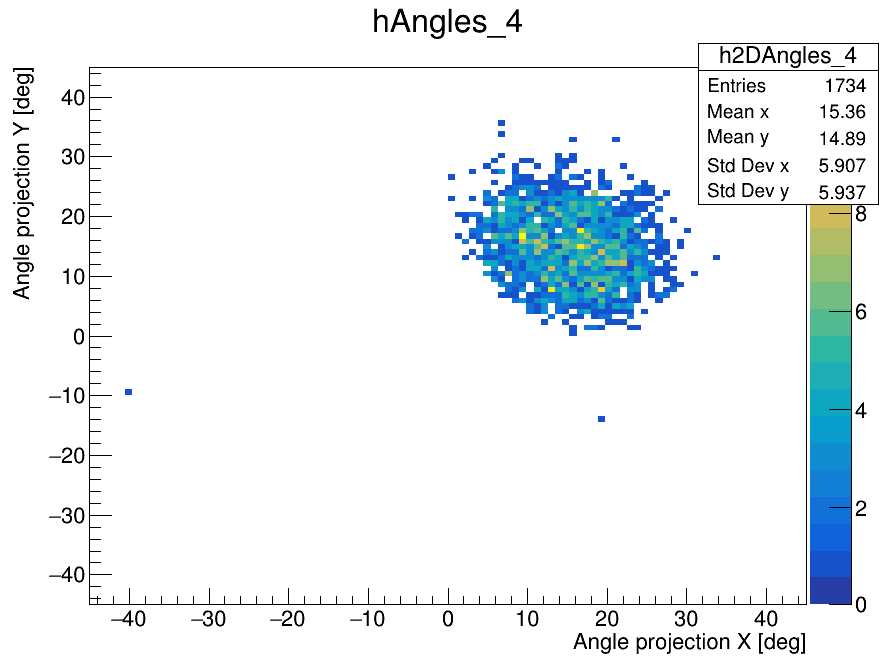 hAngles_4
h2DAngles_4
Entries 1734
Mean x 15.36
Mean y 14.89
Std Dev x 5.907
Std Dev y 5.937
Angle projection Y [deg]
40
30
20
10
0
−10
−20
−30
−40
8
6
4
2
0
−40 −30 −20 −10 0 10 20 30 40
Angle projection X [deg]